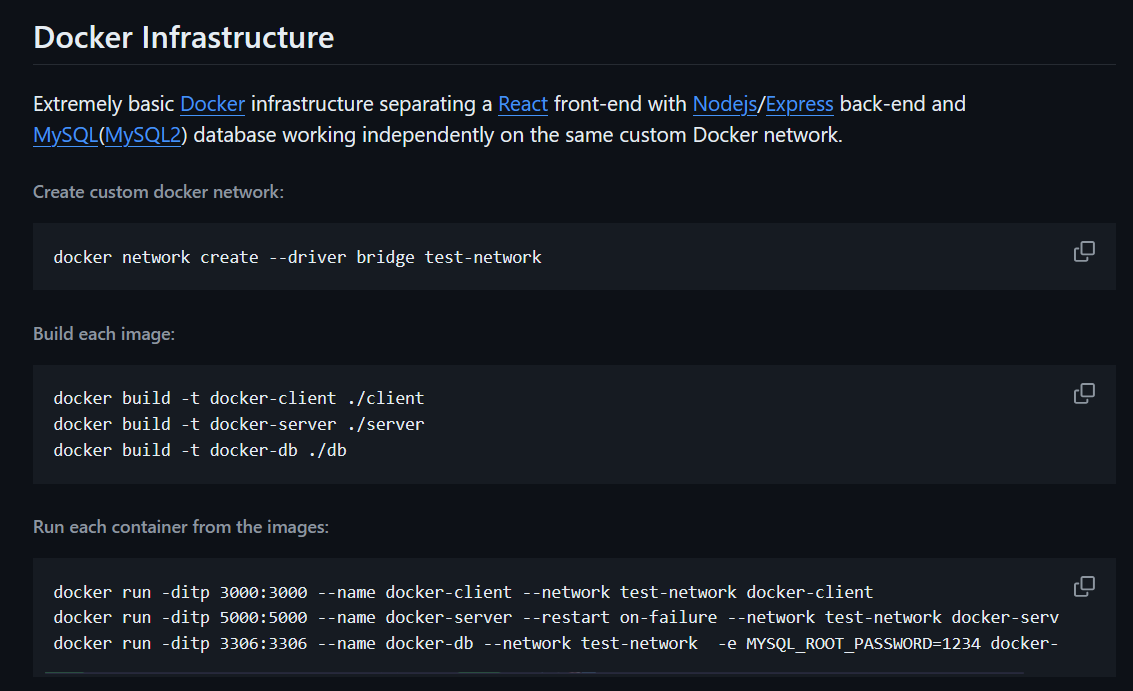 Docker Infrastructure
Extremely basic Docker infrastructure separating a React front-end with Nodejs/Express back-end and
MySQL(MySQL2) database working independently on the same custom Docker network.
Create custom docker network:
docker network create --driver bridge test-network
Build each image:
docker build -t docker-client ./client
docker build -t docker-server ./server
docker build -t docker-db ./db
Run each container from the images:
docker run -ditp 3000:3000 --name docker-client --network test-network docker-client
docker run -ditp 5000:5000 --name docker-server --restart on-failure --network test-network docker-serv
docker run -ditp 3306:3306 --name docker-db --network test-network  -e MYSQL_ROOT_PASSWORD=1234 docker-